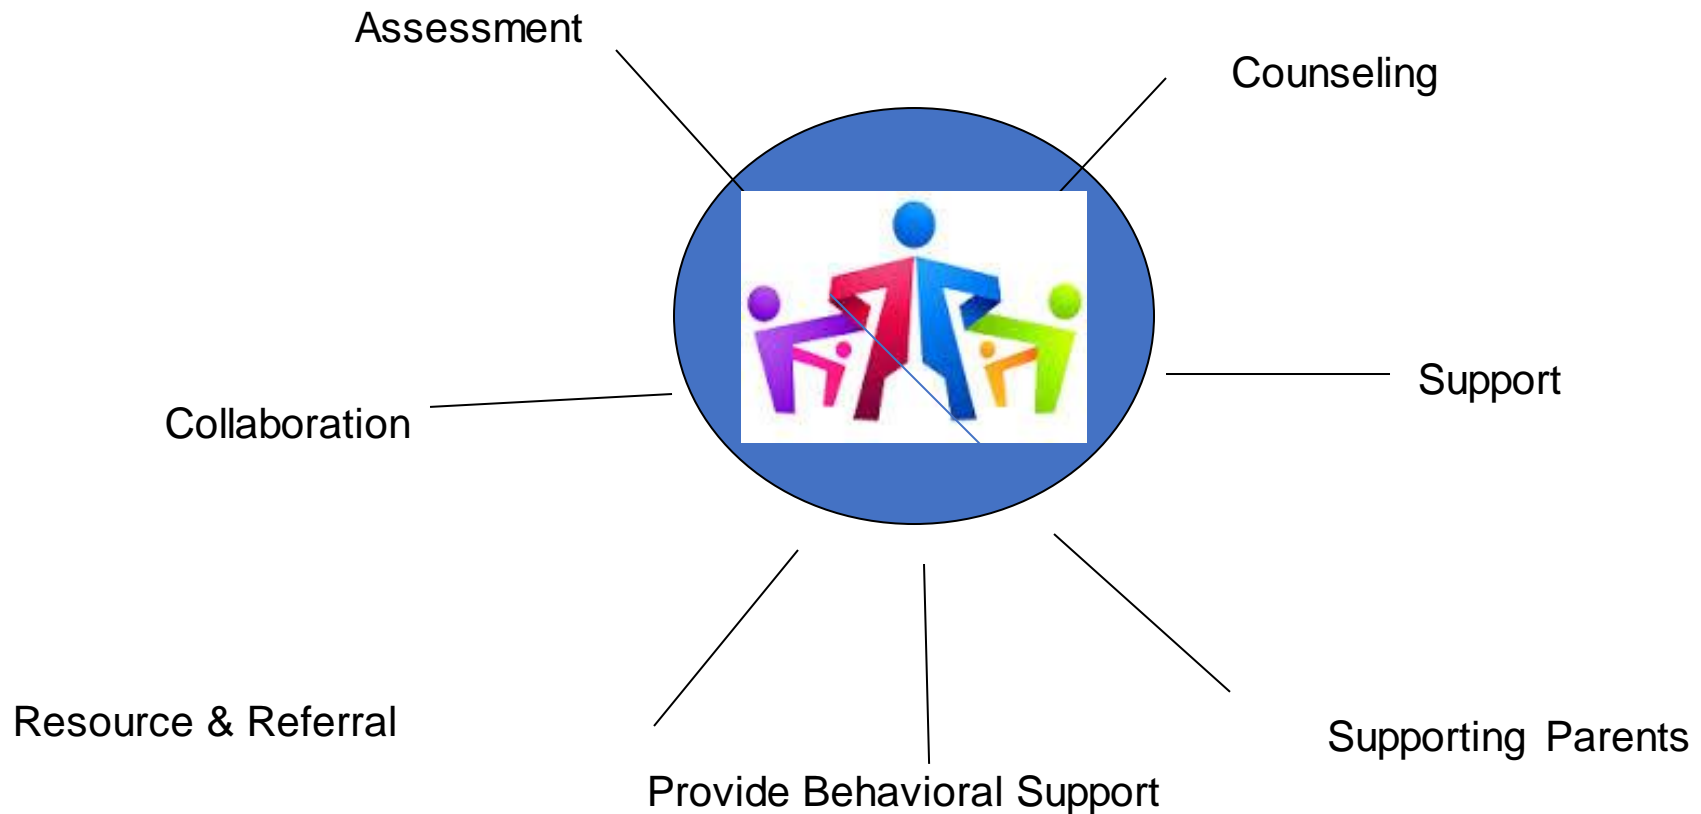 Assessment
Counseling
Support
Collaboration
Resource & Referral
Supporting Parents
Provide Behavioral Support